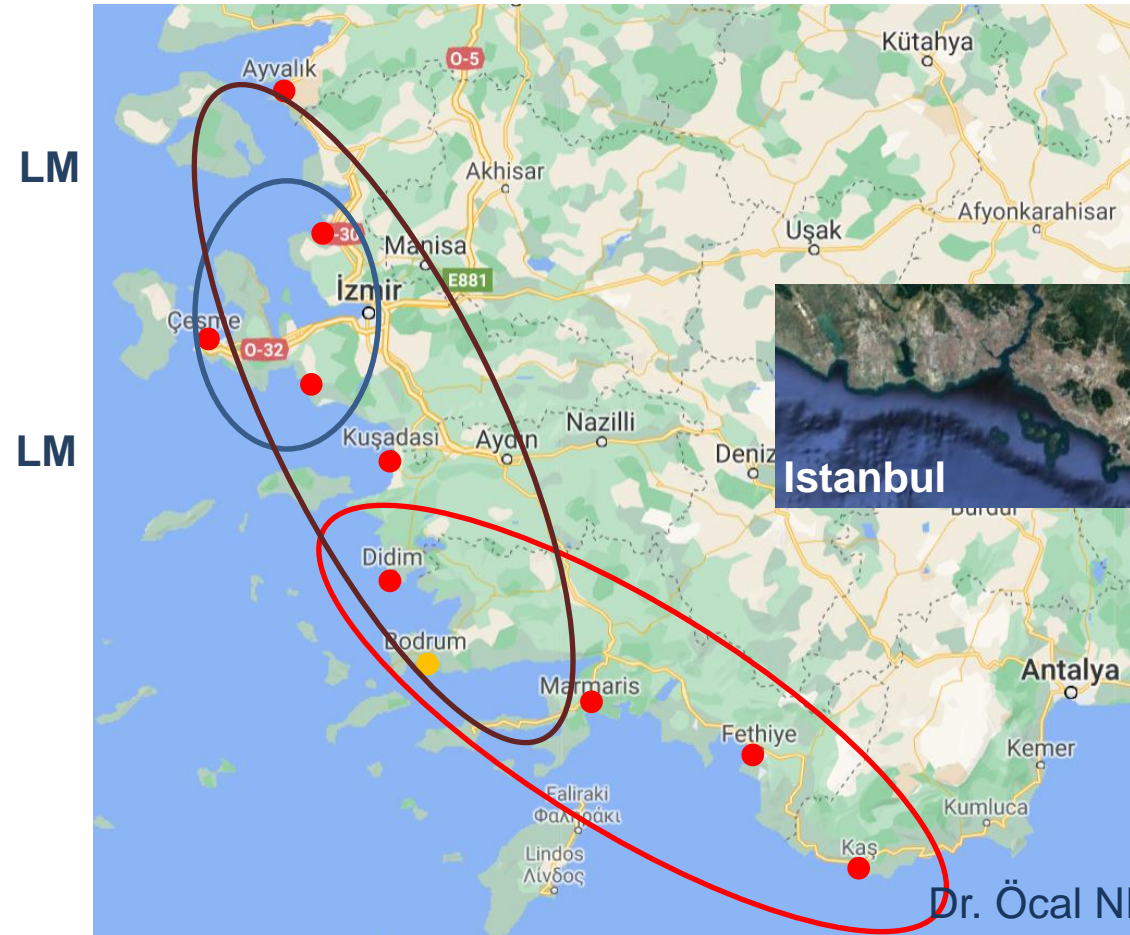 Ayvalık
O-5
Kütahya
LM
Akhisar
Afyonkarahisar
Uşak
-30
Manisa
E881
İzmir
Çeşme
O-32
LM
Kuşadası
Aydın
Nazilli
Deniz
Istanbul
Didim
Bodrum
Marmaris
Antalya
Fethiye
Kemer
Faliraki
Φαληράκι
Kumluca
Lindos
Λίνδος
Kaş
Dr. Öcal